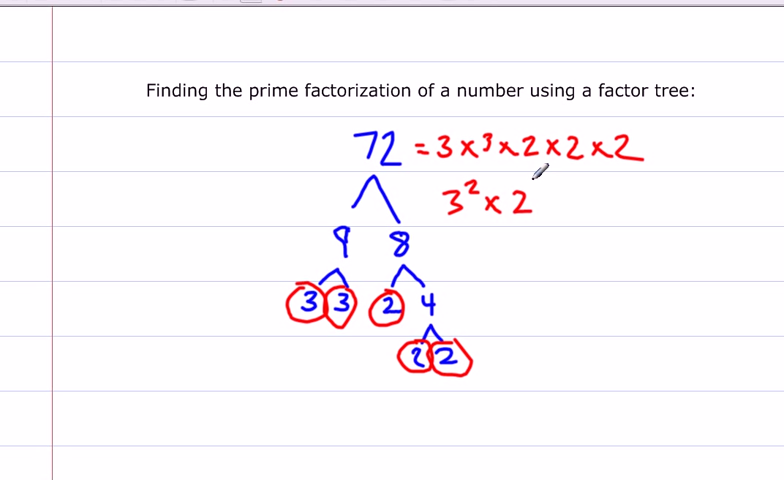 Finding the prime factorization of a number using a factor tree:
72 = 3 x 3 x 2 x 2 x 2
3² x 2
9 8
3 3 2 4
2 2